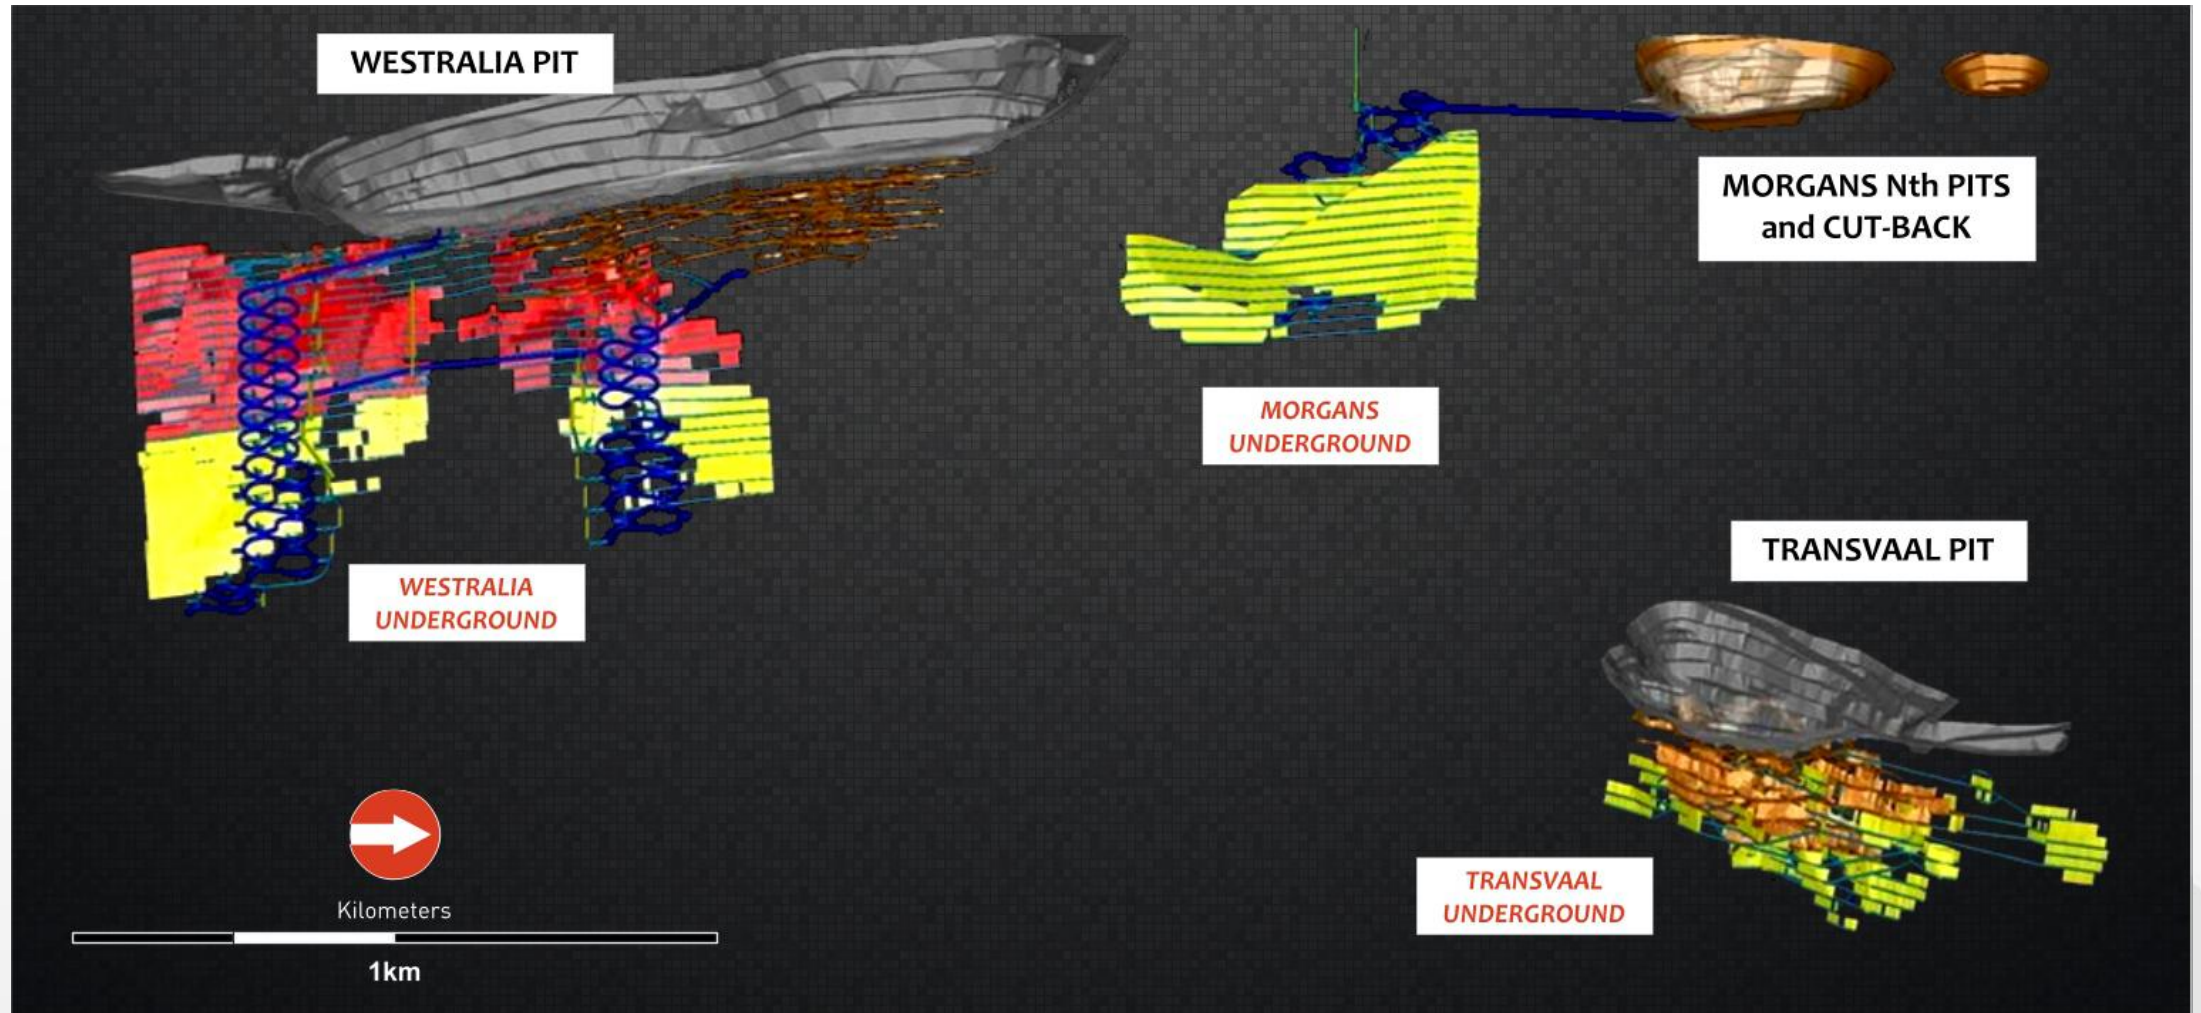 WESTRALIA PIT
MORGANS Nth PITS
and CUT-BACK
MORGANS
UNDERGROUND
TRANSVAAL PIT
WESTRALIA
UNDERGROUND
TRANSVAAL
UNDERGROUND
Kilometers
1km